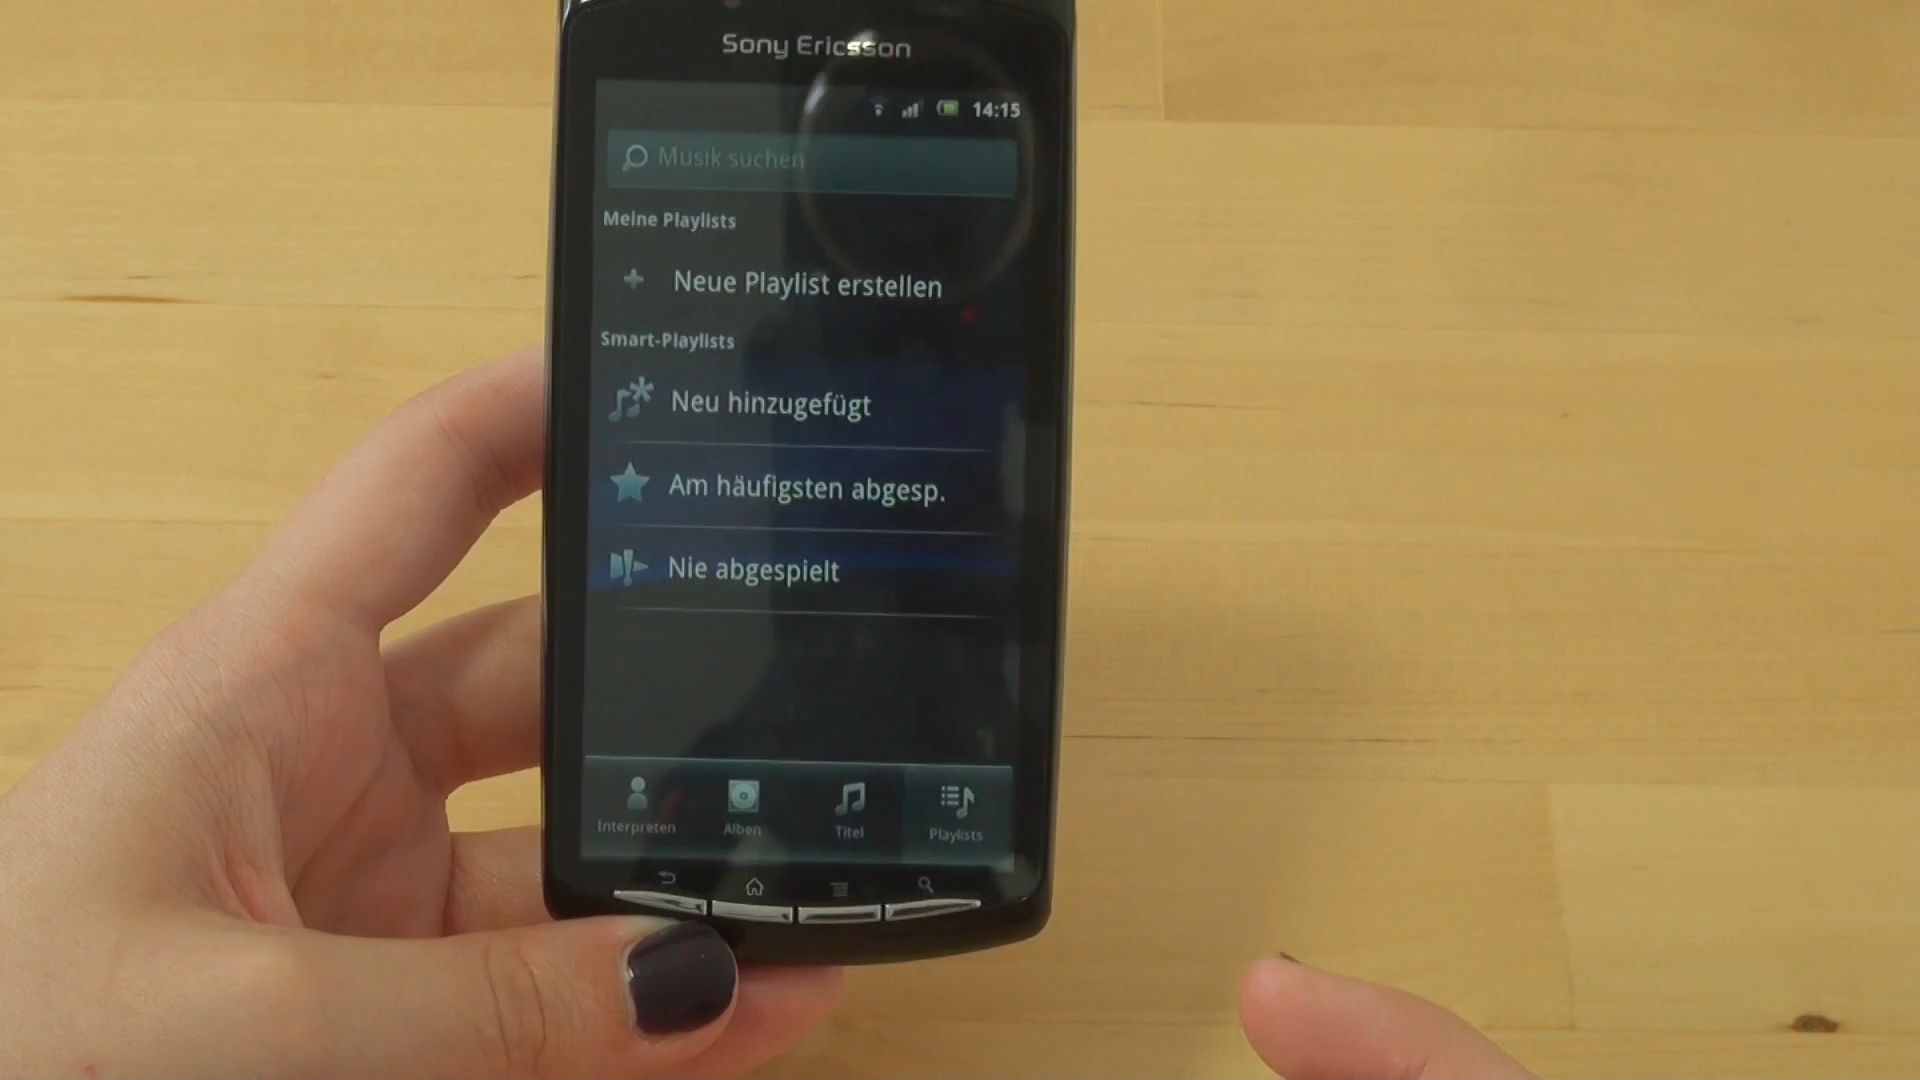 Sony Ericsson
14:15
Musik suchen
Meine Playlists
Neue Playlist erstellen
Smart-Playlists
Neu hinzugefügt
Am häufigsten abgesp.
Nie abgespielt
Interpreten Alben Titel Playlists